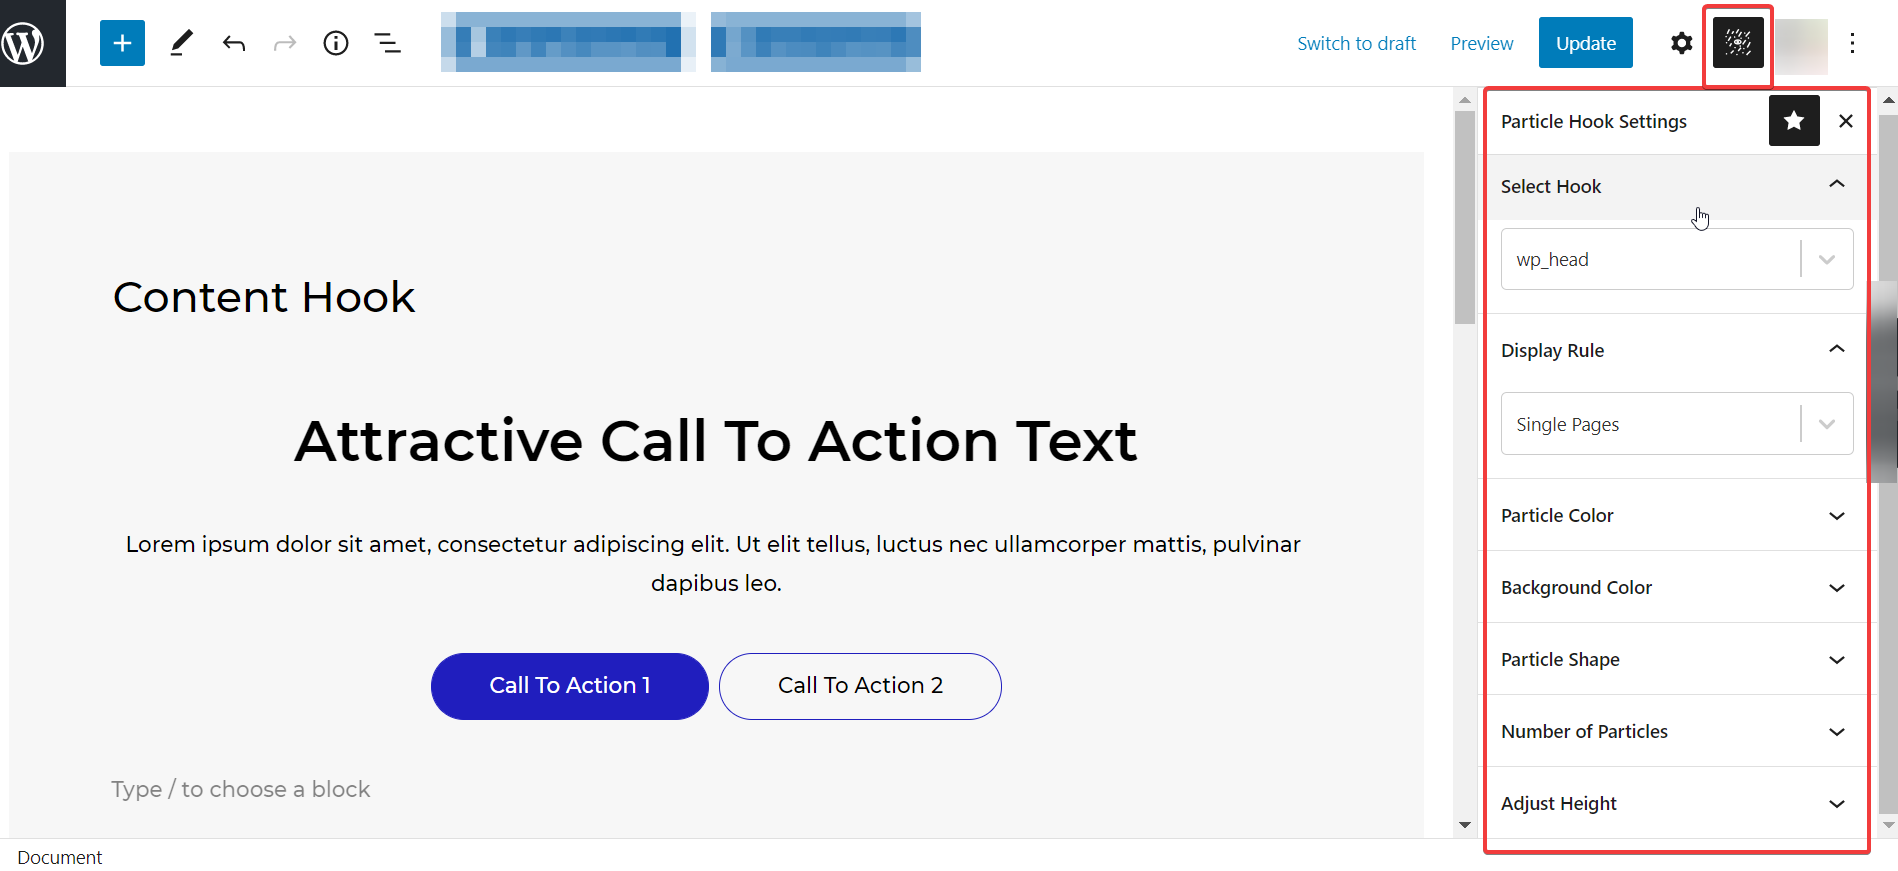 Switch to draft
Preview
Update
Content Hook
Attractive Call To Action Text
Lorem ipsum dolor sit amet, consectetur adipiscing elit. Ut elit tellus, luctus nec ullamcorper mattis, pulvinar
dapibus leo.
Call To Action 1
Call To Action 2
Type / to choose a block
Document
Particle Hook Settings
Select Hook
wp_head
Display Rule
Single Pages
Particle Color
Background Color
Particle Shape
Number of Particles
Adjust Height